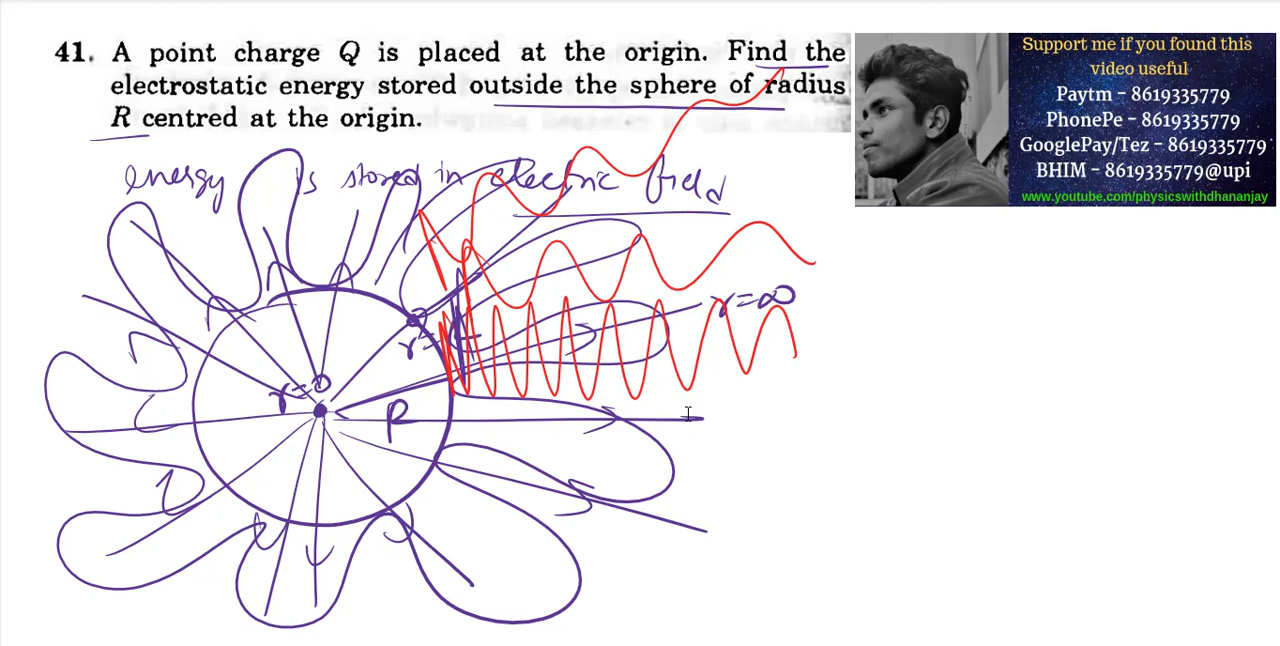 41. A point charge Q is placed at the origin. Find the
electrostatic energy stored outside the sphere of radius
R centred at the origin.
Support me if you found this
video useful
Paytm - 8619335779
PhonePe - 8619335779
GooglePay/Tez - 8619335779
BHIM - 8619335779@upi
www.youtube.com/physicswithdhananjay
energy is stored in electric field
r=∞
r=
r=0
R